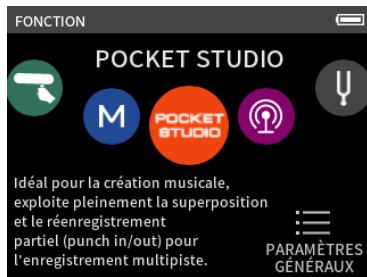 FONCTION
POCKET STUDIO
M
POCKET
STUDIO
Idéal pour la création musicale,
exploite pleinement la superposition
et le réenregistrement
partiel (punch in/out) pour
l'enregistrement multipiste.
PARAMÈTRES
GÉNÉRAUX